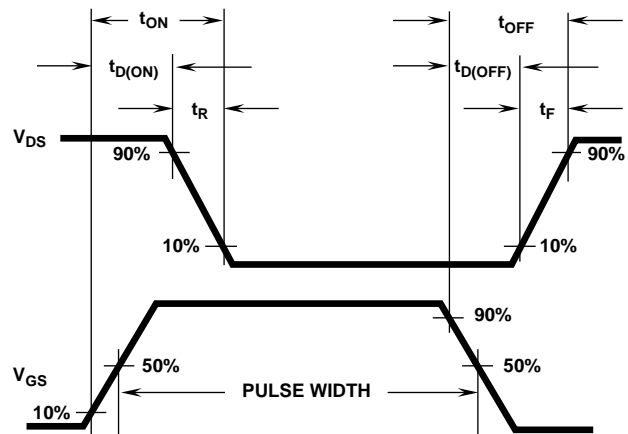 tON
tOFF
tD(ON)
tD(OFF)
tR
tF
VDS
90%
90%
10%
10%
90%
50%
50%
VGS
PULSE WIDTH
10%